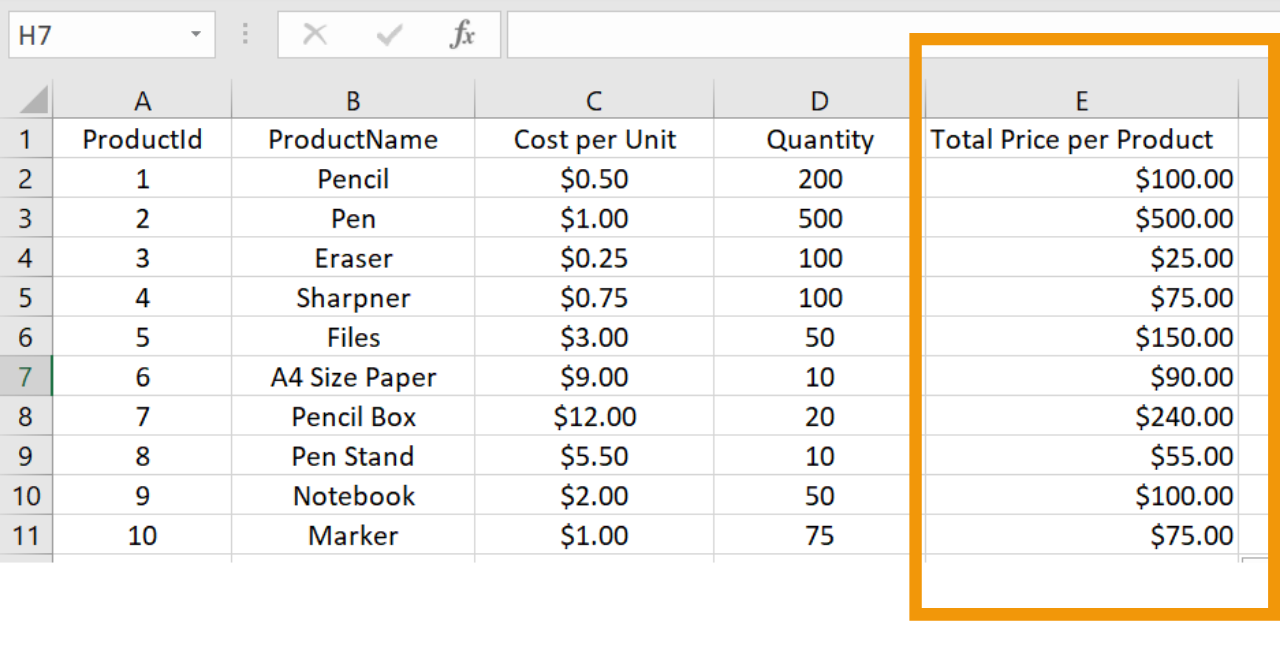 H7 fx
A B C D E
1 ProductId ProductName Cost per Unit Quantity Total Price per Product
2 1 Pencil $0.50 200 $100.00
3 2 Pen $1.00 500 $500.00
4 3 Eraser $0.25 100 $25.00
5 4 Sharpner $0.75 100 $75.00
6 5 Files $3.00 50 $150.00
7 6 A4 Size Paper $9.00 10 $90.00
8 7 Pencil Box $12.00 20 $240.00
9 8 Pen Stand $5.50 10 $55.00
10 9 Notebook $2.00 50 $100.00
11 10 Marker $1.00 75 $75.00